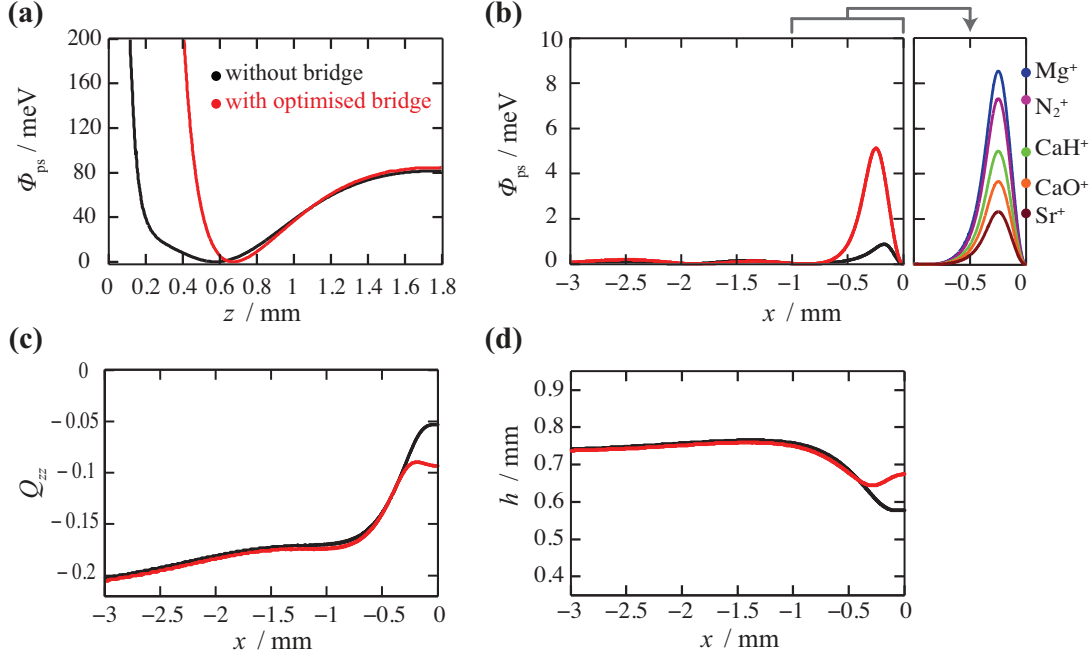 (a)
200
160
120
80
40
0
Φps / meV
without bridge
with optimised bridge
0 0.2 0.4 0.6 0.8 1 1.2 1.4 1.6 1.8
z / mm
(b)
10
8
6
4
2
0
Φps / meV
−3 −2.5 −2 −1.5 −1 −0.5 0
x / mm
−0.5 0
Mg+
N2+
CaH+
CaO+
Sr+
(c)
0
−0.05
−0.1
−0.15
−0.2
Qzz
−3 −2.5 −2 −1.5 −1 −0.5 0
x / mm
(d)
0.9
0.8
0.7
0.6
0.5
0.4
h / mm
−3 −2.5 −2 −1.5 −1 −0.5 0
x / mm